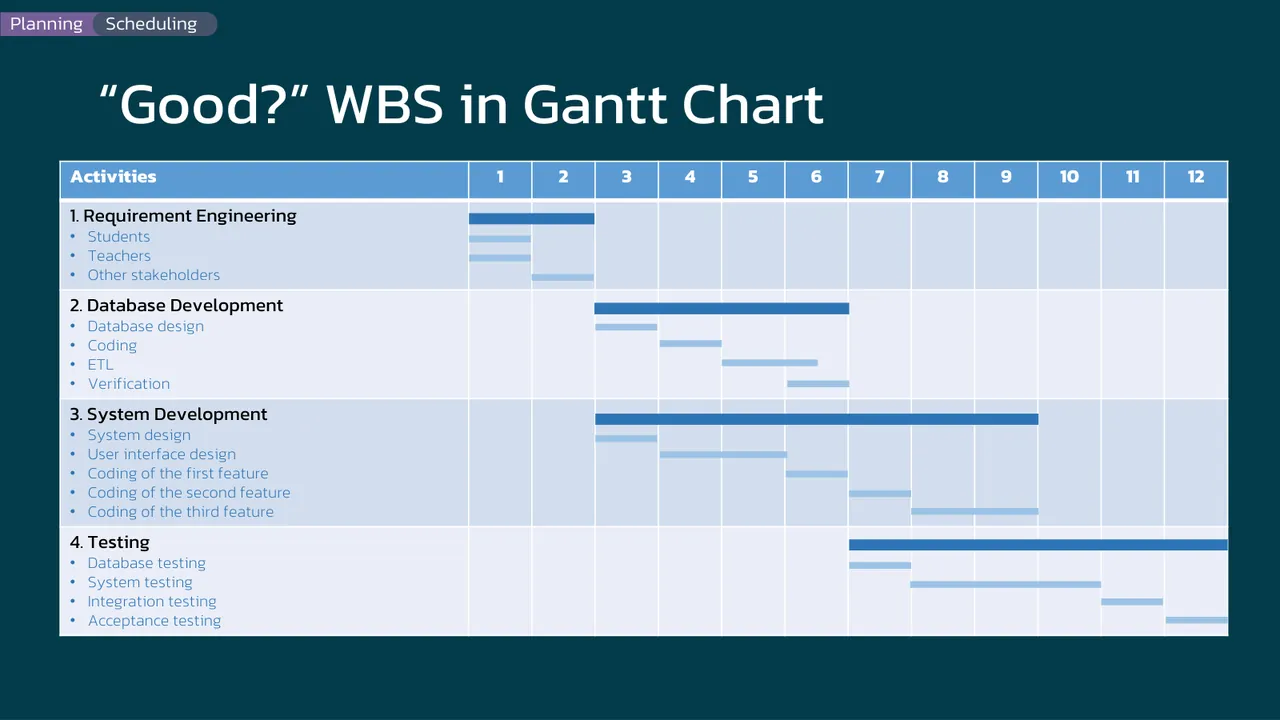 Planning Scheduling
“Good?” WBS in Gantt Chart
Activities 1 2 3 4 5 6 7 8 9 10 11 12
1. Requirement Engineering
• Students
• Teachers
• Other stakeholders
2. Database Development
• Database design
• Coding
• ETL
• Verification
3. System Development
• System design
• User interface design
• Coding of the first feature
• Coding of the second feature
• Coding of the third feature
4. Testing
• Database testing
• System testing
• Integration testing
• Acceptance testing